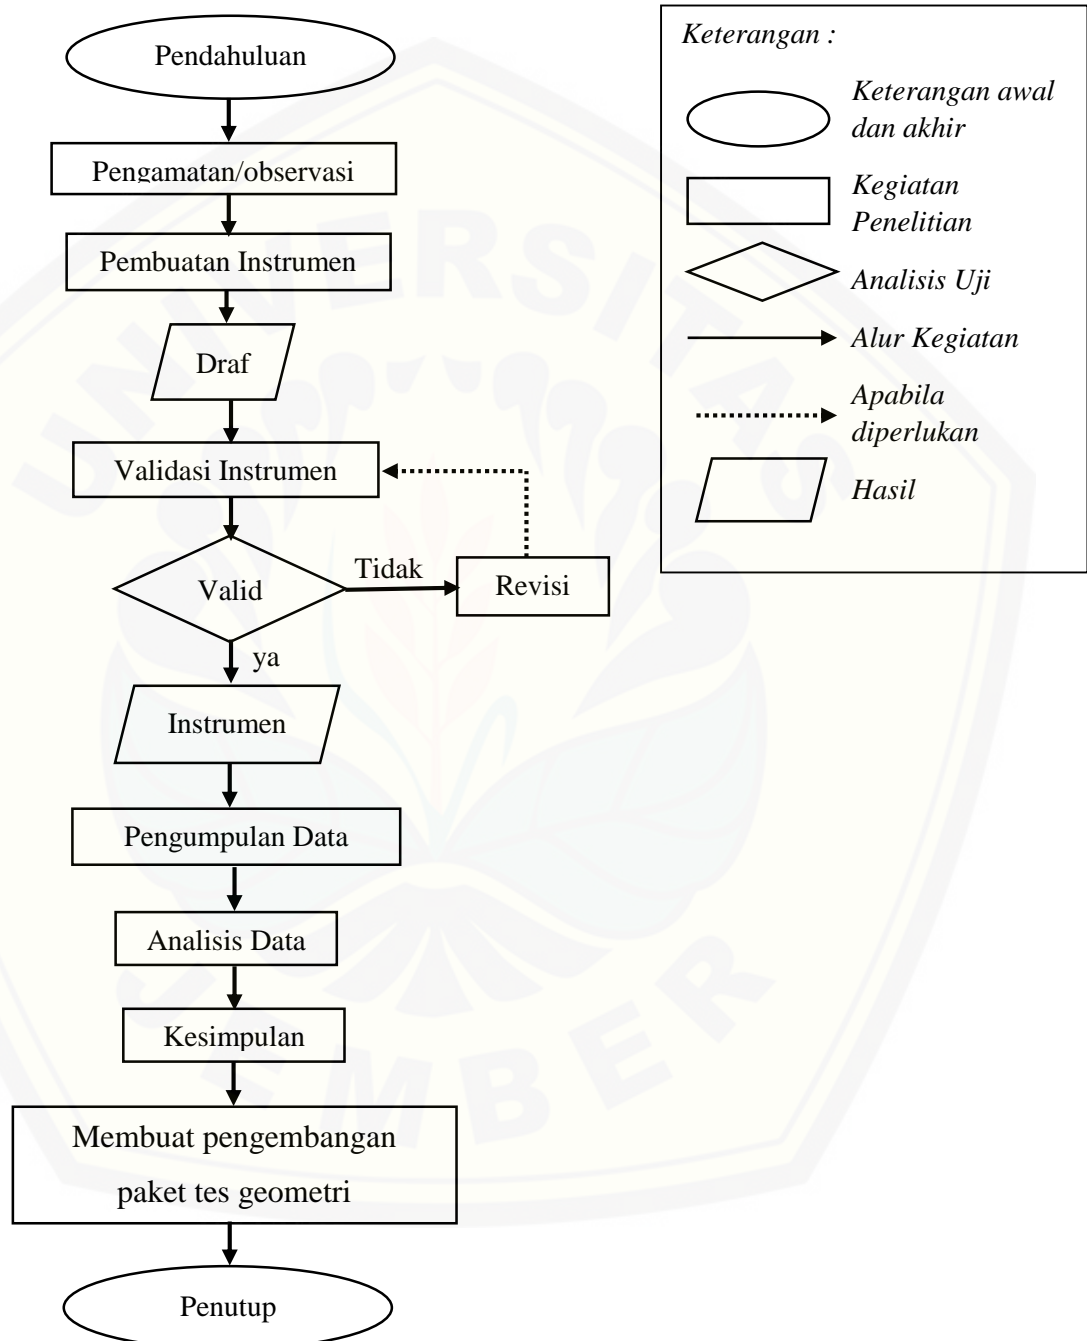 Pendahuluan
Pengamatan/observasi
Pembuatan Instrumen
Draf
Validasi Instrumen
Valid
Tidak
Revisi
ya
Instrumen
Pengumpulan Data
Analisis Data
Kesimpulan
Membuat pengembangan
paket tes geometri
Penutup
Keterangan :
Keterangan awal
dan akhir
Kegiatan
Penelitian
Analisis Uji
Alur Kegiatan
Apabila
diperlukan
Hasil
UNIVERSITAS
JEMBER